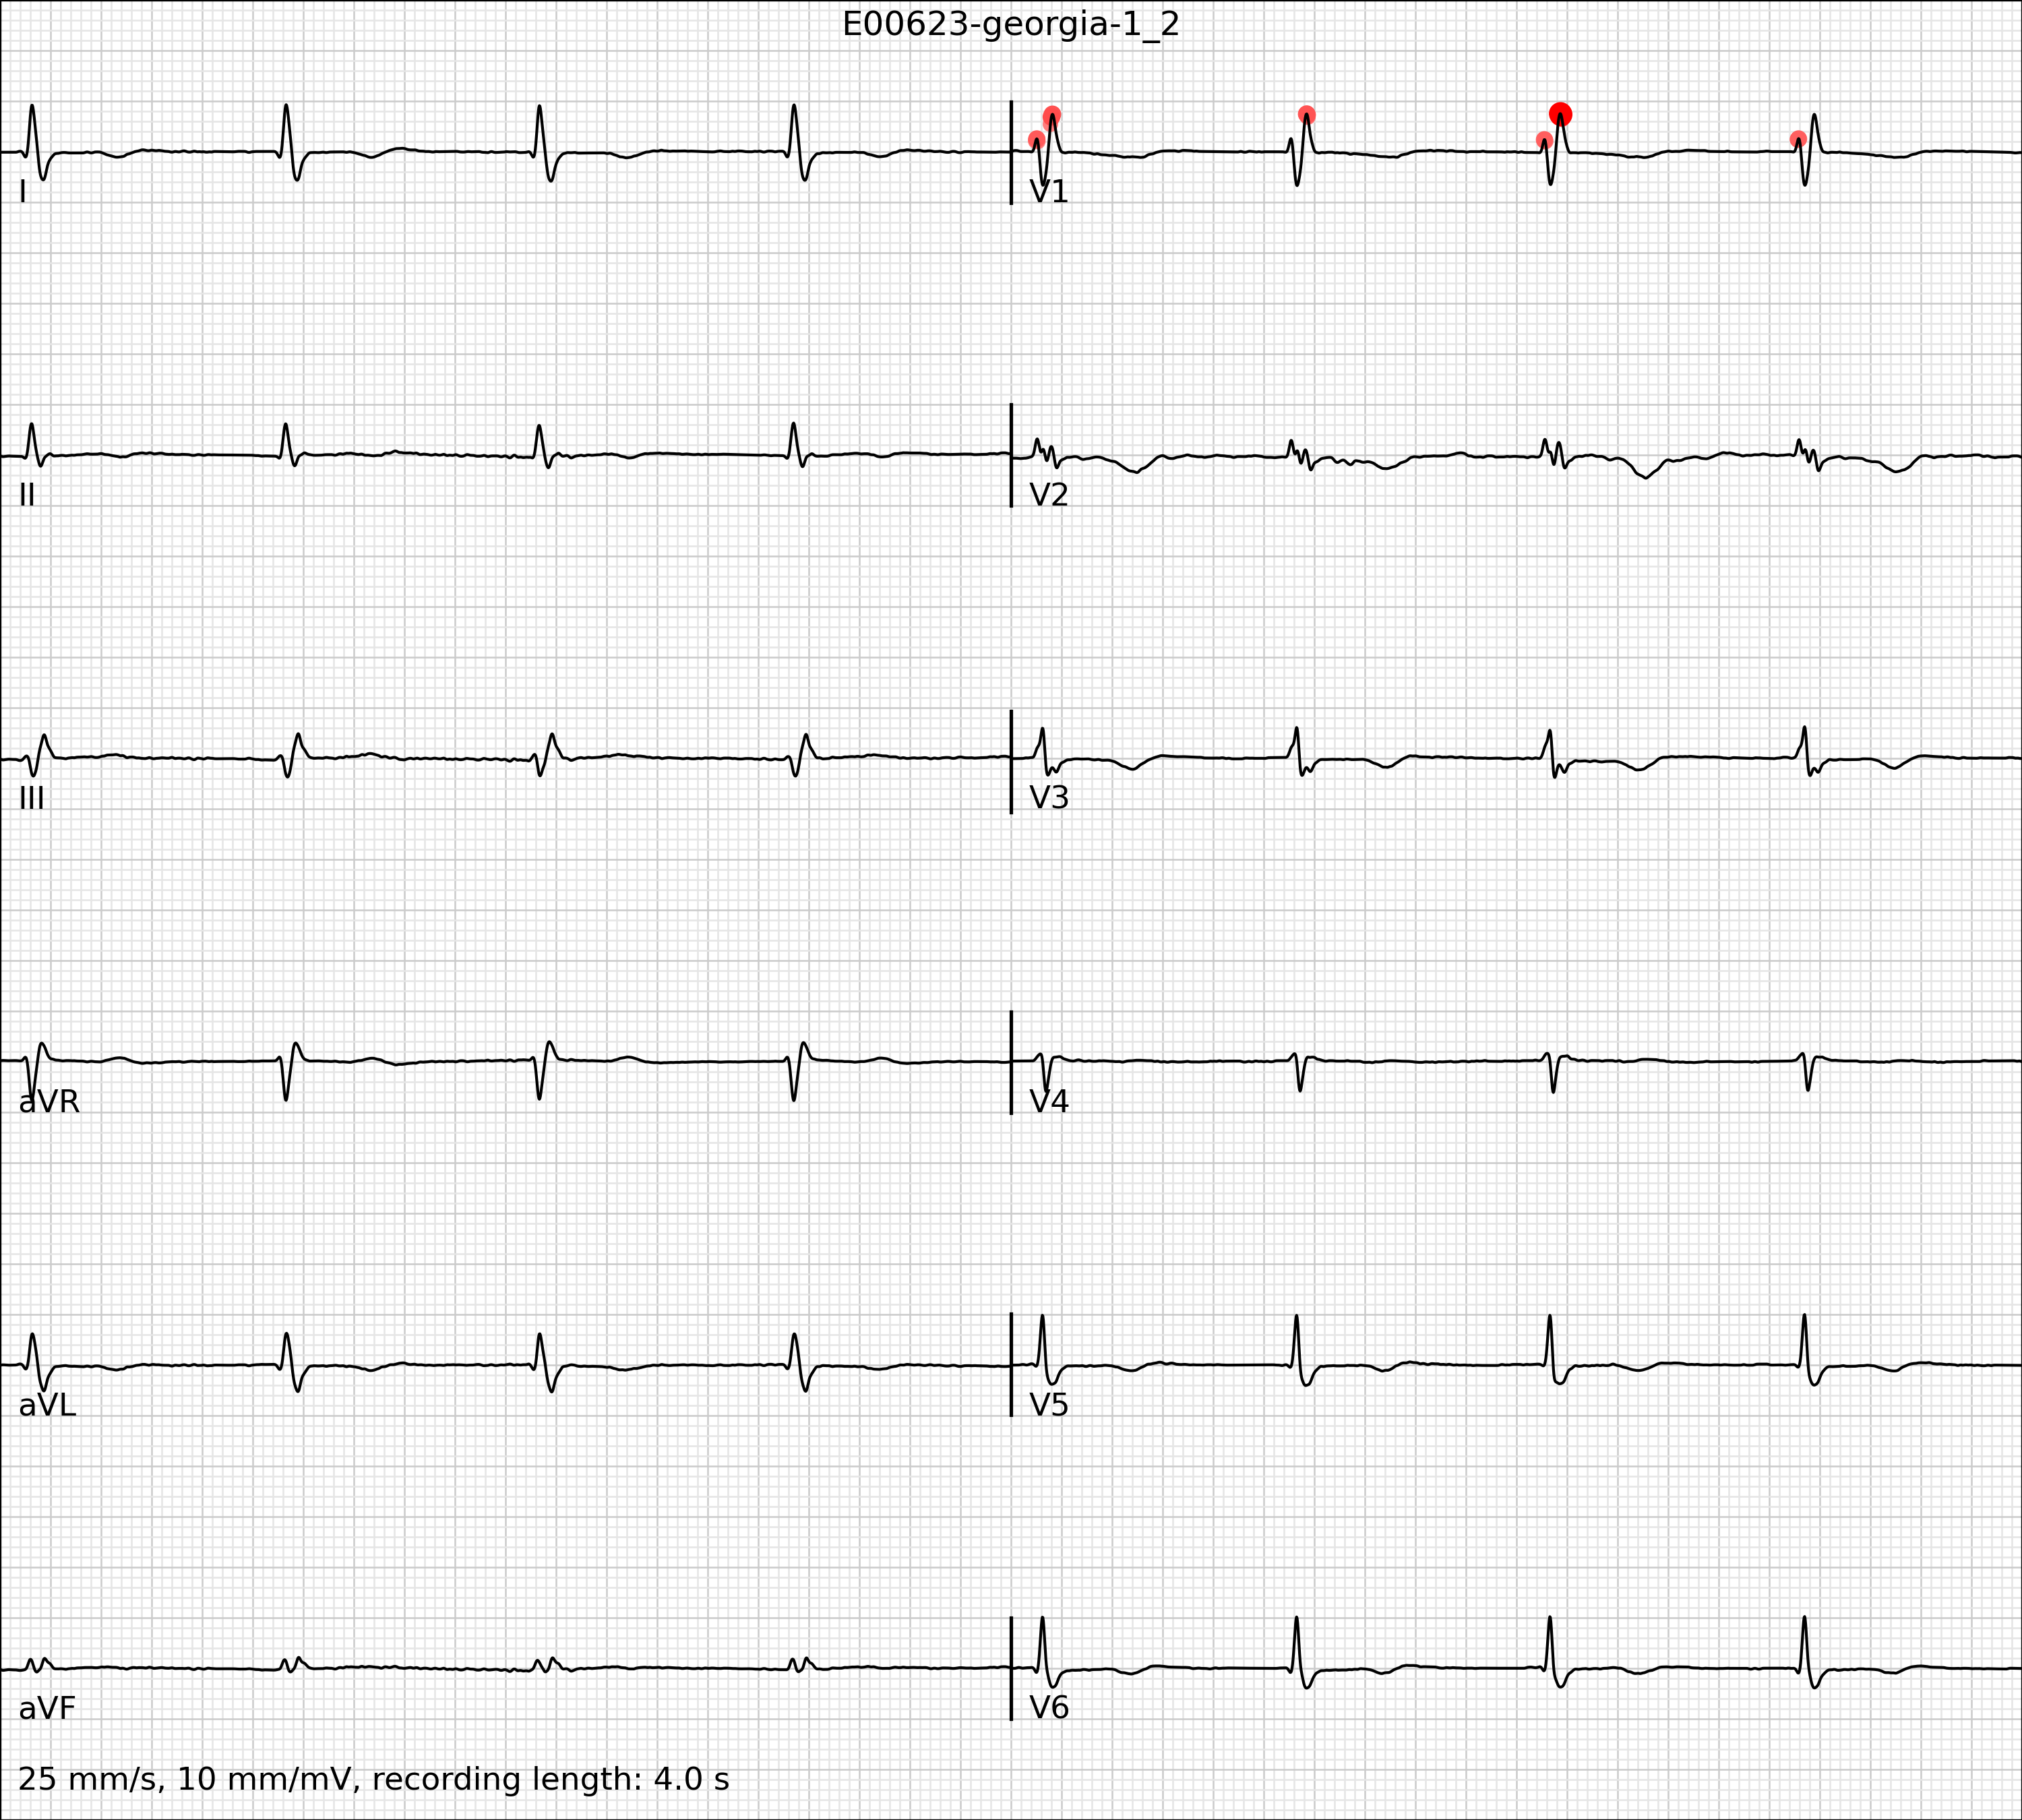 E00623-georgia-1_2
I
V1
II
V2
III
V3
aVR
V4
aVL
V5
aVF
V6
25 mm/s, 10 mm/mV, recording length: 4.0 s